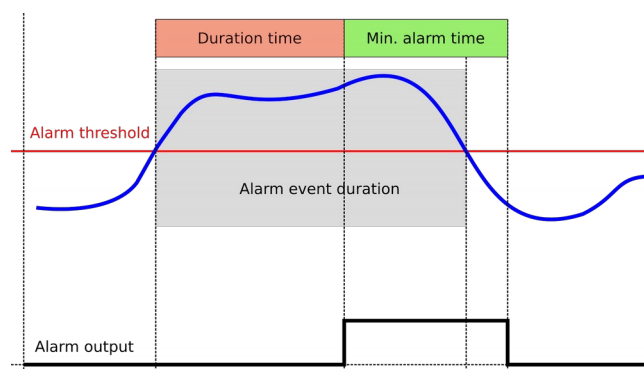 Duration time
Min. alarm time
Alarm threshold
Alarm event duration
Alarm output